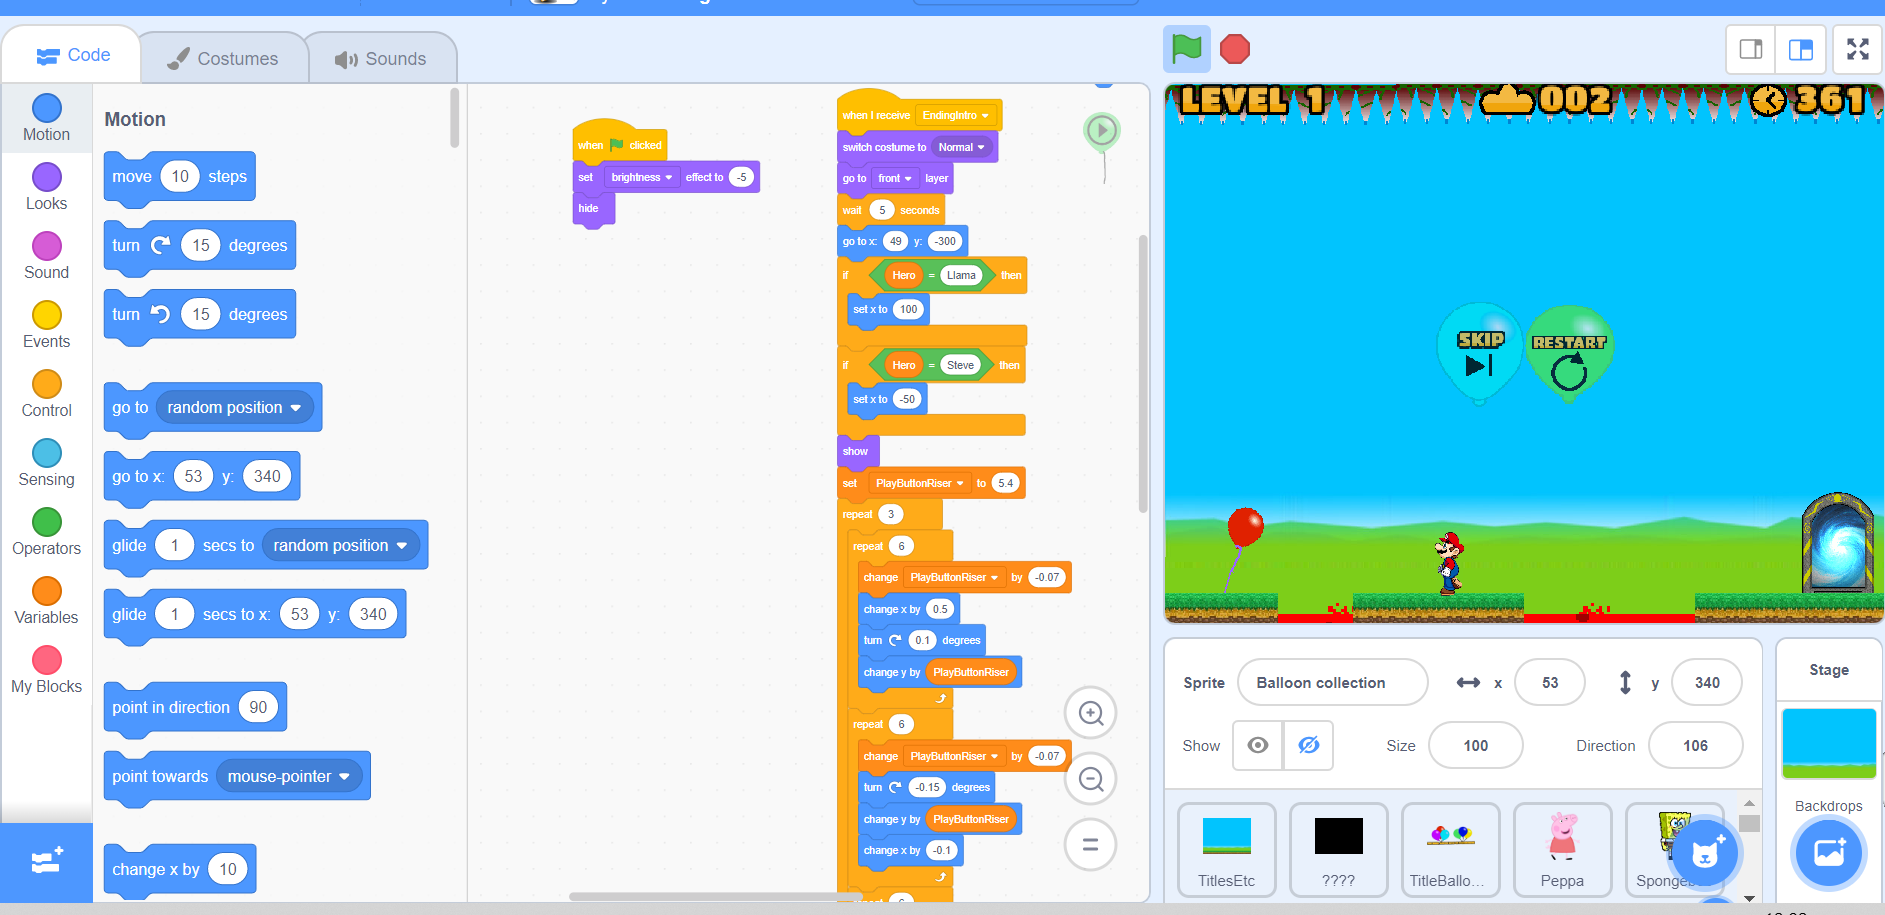 Code
Costumes
Sounds
Motion
Looks
Sound
Events
Control
Sensing
Operators
Variables
My Blocks
Motion
move 10 steps
turn 15 degrees
turn 15 degrees
go to random position
go to x: 53 y: 340
glide 1 secs to random position
glide 1 secs to x: 53 y: 340
point in direction 90
point towards mouse-pointer
change x by 10
when clicked
set brightness effect to -5
hide
when I receive EndingIntro
switch costume to Normal
go to front layer
wait 5 seconds
go to x: 49 y: -300
if Hero = Llama then
set x to 100
if Hero = Steve then
set x to -50
show
set PlayButtonRiser to 5.4
repeat 3
repeat 6
change PlayButtonRiser by -0.07
change x by 0.5
turn 0.1 degrees
change y by PlayButtonRiser
repeat 6
change PlayButtonRiser by -0.07
turn -0.15 degrees
change y by PlayButtonRiser
change x by -0.1
LEVEL 1 002 361
SKIP
RESTART
Sprite Balloon collection x 53 y 340
Show Size 100 Direction 106
TitlesEtc
????
TitleBallo...
Peppa
Stage
Backdrops